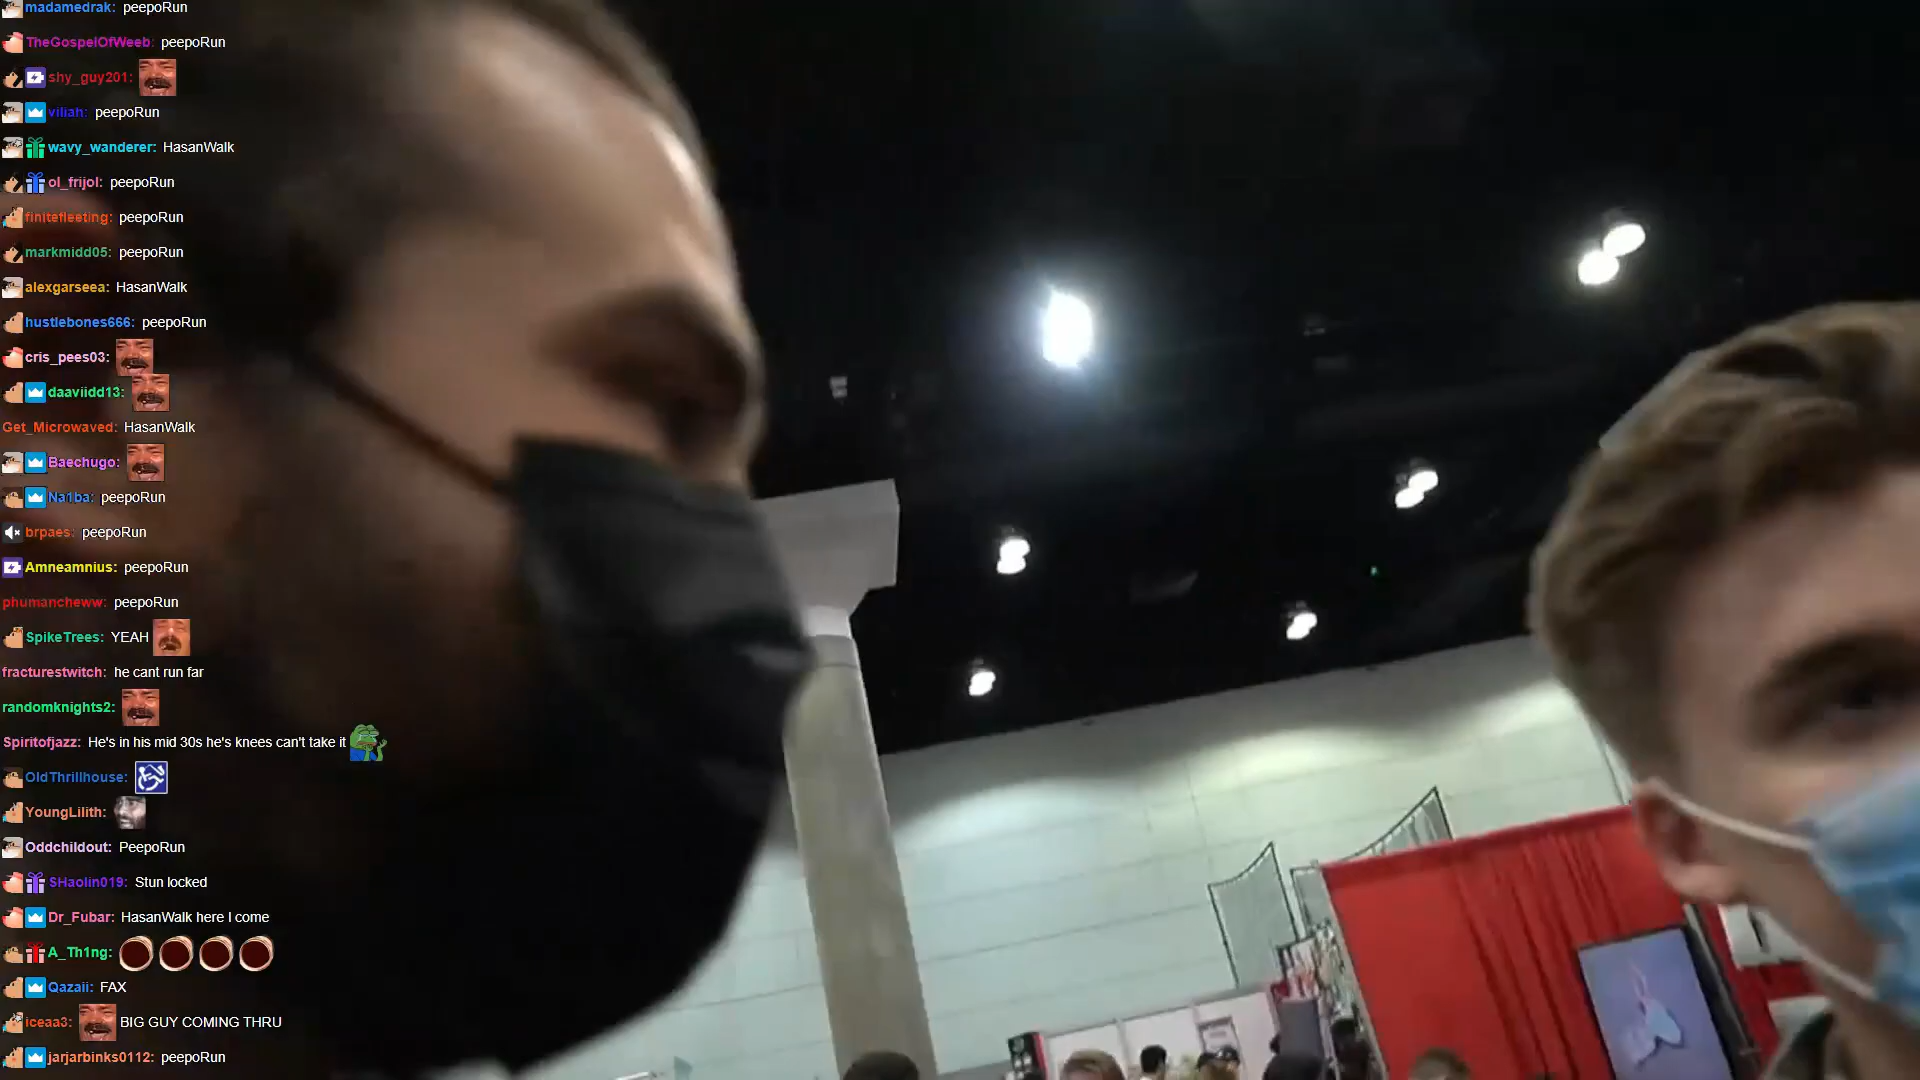 madamedrak: peepoRun
TheGospelOfWeeb: peepoRun
shy_guy201:
viliah: peepoRun
wavy_wanderer: HasanWalk
ol_frijol: peepoRun
finitefleeting: peepoRun
markmidd05: peepoRun
alexgarseea: HasanWalk
hustlebones666: peepoRun
cris_pees03:
daaviidd13:
Get_Microwaved: HasanWalk
Baechugo:
Na1ba: peepoRun
brpaes: peepoRun
Amneamnius: peepoRun
phumancheww: peepoRun
SpikeTrees: YEAH
fracturestwitch: he cant run far
randomknights2:
Spiritofjazz: He's in his mid 30s he's knees can't take it
OldThrillhouse:
YoungLilith:
Oddchildout: PeepoRun
SHaolin019: Stun locked
Dr_Fubar: HasanWalk here I come
A_Th1ng:
Qazaii: FAX
iceaa3: BIG GUY COMING THRU
jarjarbinks0112: peepoRun